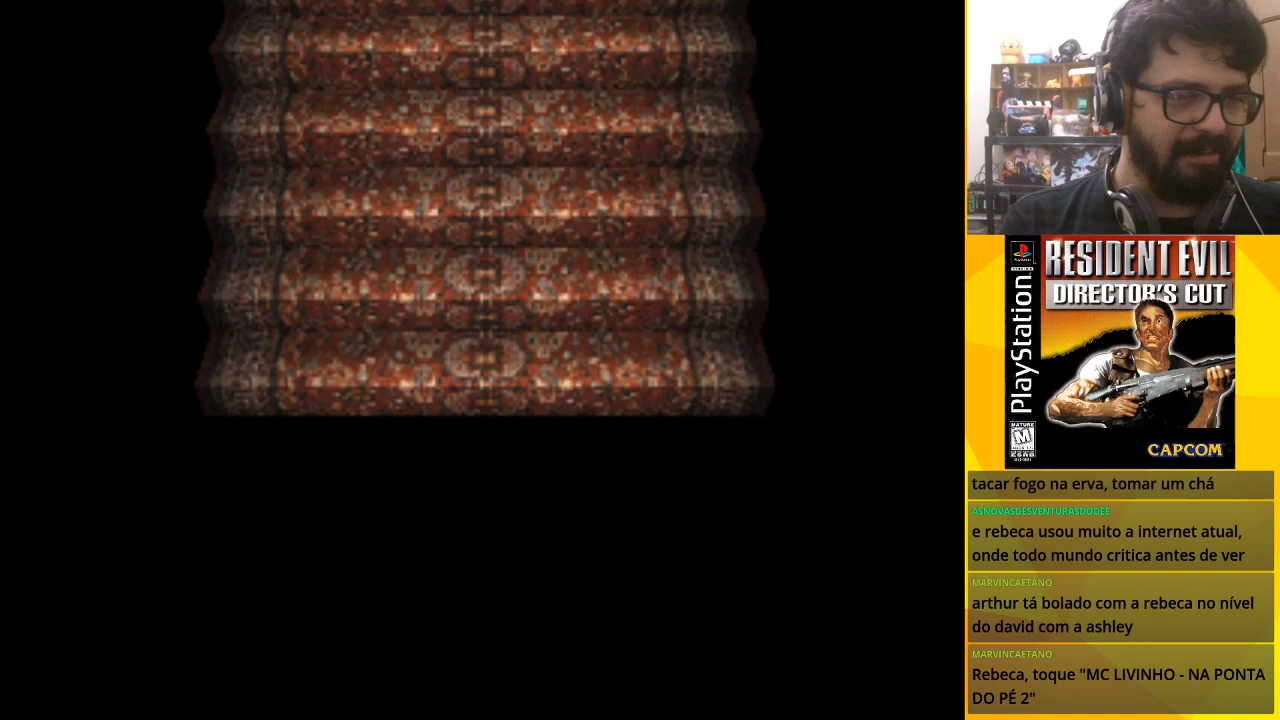 PlayStation
RESIDENT EVIL
DIRECTOR'S CUT
MATURE
M
ESRB
CAPCOM
tacar fogo na erva, tomar um chá
ASNOVASDESVENTURASDODEE
e rebeca usou muito a internet atual,
onde todo mundo critica antes de ver
MARVINCAETANO
arthur tá bolado com a rebeca no nível
do david com a ashley
MARVINCAETANO
Rebeca, toque "MC LIVINHO - NA PONTA
DO PÉ 2"